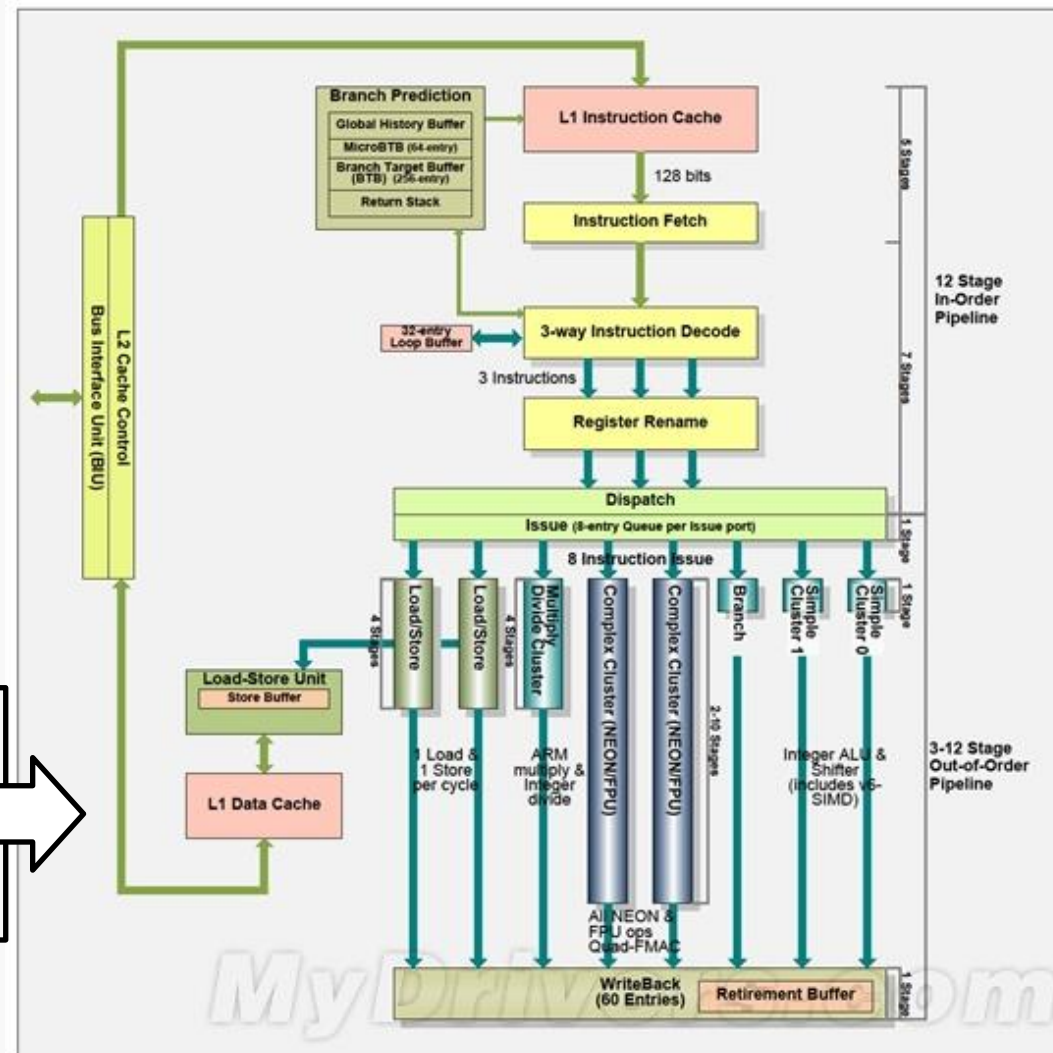 Branch Prediction
Global History Buffer
MicroBTB (64-entry)
Branch Target Buffer
(BTB) (256-entry)
Return Stack
L1 Instruction Cache
128 bits
Instruction Fetch
5 Stages
12 Stage
In-Order
Pipeline
7 Stages
32-entry
Loop Buffer
3-way Instruction Decode
3 Instructions
Register Rename
L2 Cache Control
Bus Interface Unit (BIU)
Dispatch
Issue (8-entry Queue per Issue port)
1 Stage
8 Instruction Issue
4 Stages
Load/Store
Load/Store
4 Stages
Multiply
Divide Cluster
Complex Cluster (NEON/FPU)
Complex Cluster (NEON/FPU)
2-10 Stages
Branch
Simple
Cluster 1
Simple
Cluster 0
1 Stage
Load-Store Unit
Store Buffer
L1 Data Cache
1 Load &
1 Store
per cycle
ARM
multiply &
Integer
divide
Integer ALU &
Shifter
(includes v6-
SIMD)
3-12 Stage
Out-of-Order
Pipeline
All NEON &
FPU ops
Quad-FMAC
WriteBack
(60 Entries)
Retirement Buffer
1 Stage
MyDrivers.com